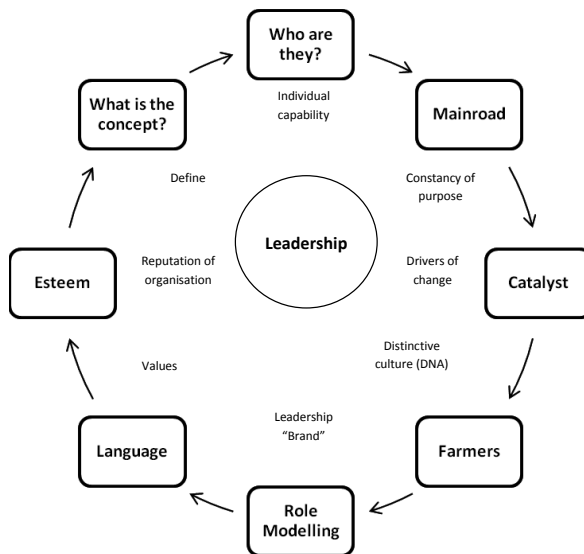 Who are
they?
Individual
capability
What is the
concept?
Mainroad
Define
Constancy of
purpose
Leadership
Esteem
Reputation of
organisation
Drivers of
change
Catalyst
Values
Distinctive
culture (DNA)
Language
Leadership
“Brand”
Farmers
Role
Modelling